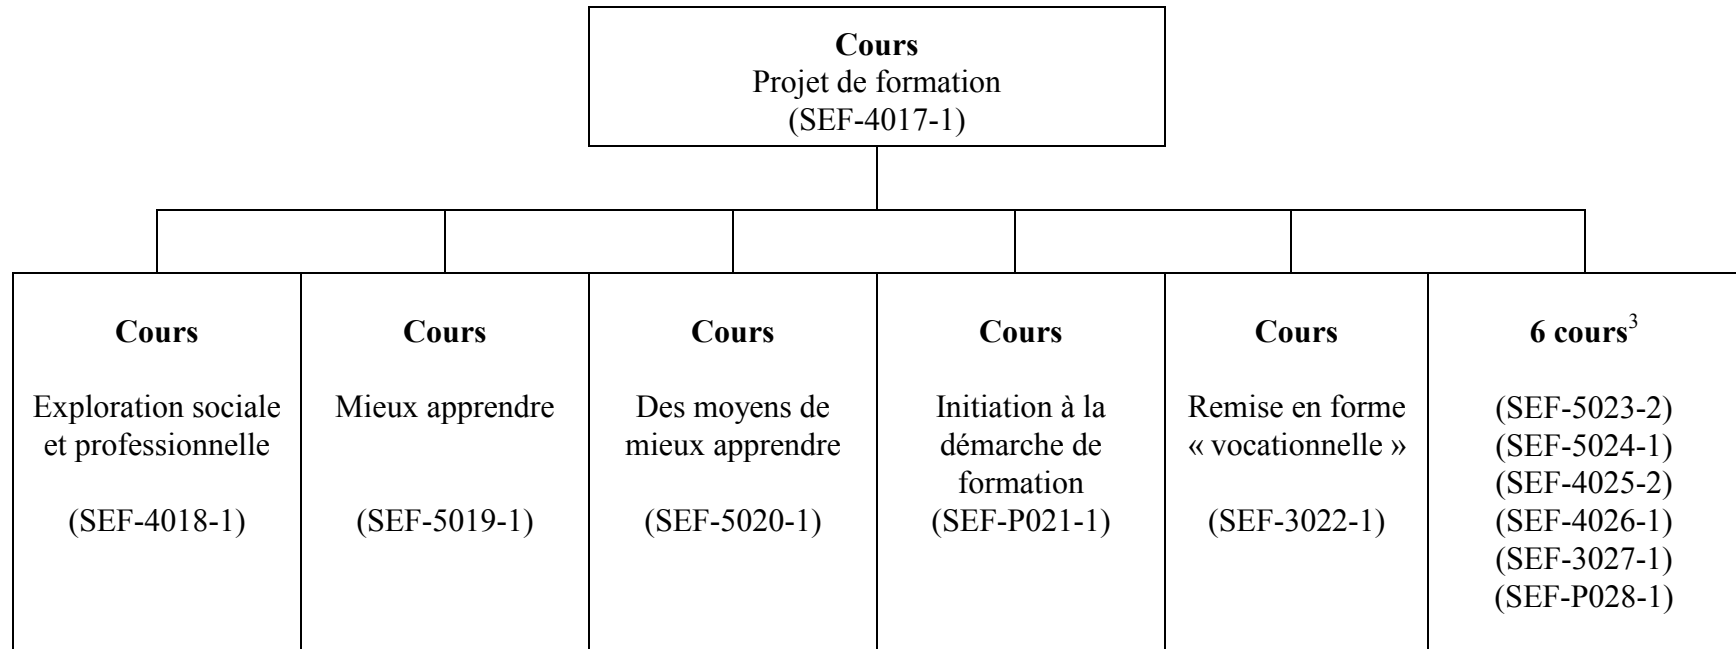 Cours
Projet de formation
(SEF-4017-1)
Cours
Exploration sociale
et professionnelle
(SEF-4018-1)
Cours
Mieux apprendre
(SEF-5019-1)
Cours
Des moyens de
mieux apprendre
(SEF-5020-1)
Cours
Initiation à la
démarche de
formation
(SEF-P021-1)
Cours
Remise en forme
« vocationnelle »
(SEF-3022-1)
6 cours³
(SEF-5023-2)
(SEF-5024-1)
(SEF-4025-2)
(SEF-4026-1)
(SEF-3027-1)
(SEF-P028-1)